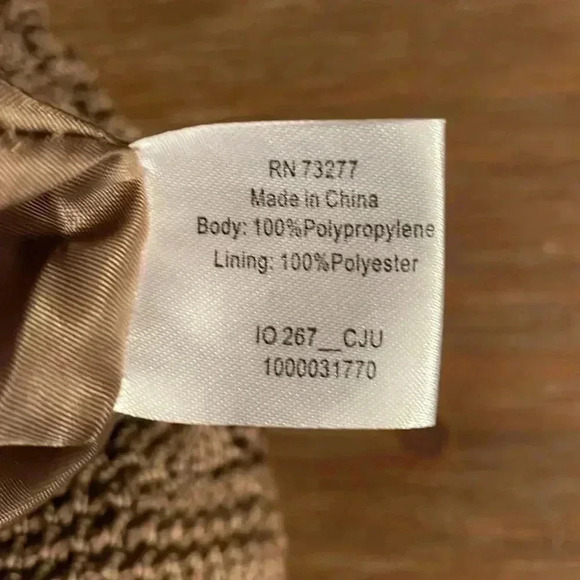 RN 73277
Made in China
Body: 100%Polypropylene
Lining: 100%Polyester
IO 267__CJU
1000031770